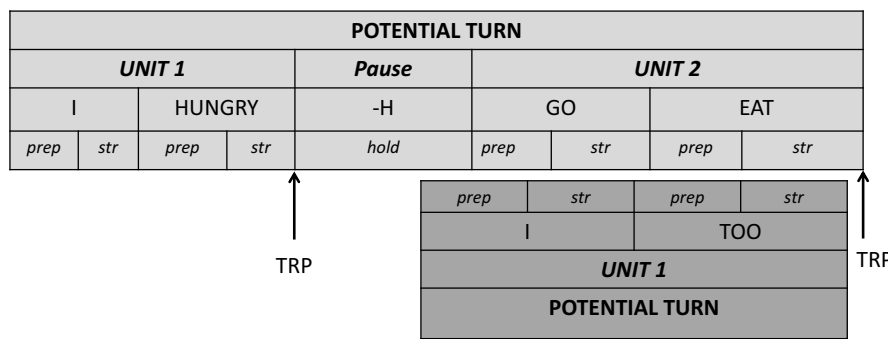 POTENTIAL TURN
UNIT 1 Pause UNIT 2
I HUNGRY -H GO EAT
prep str prep str hold prep str prep str
prep str prep str
I TOO
TRP UNIT 1 TRP
POTENTIAL TURN